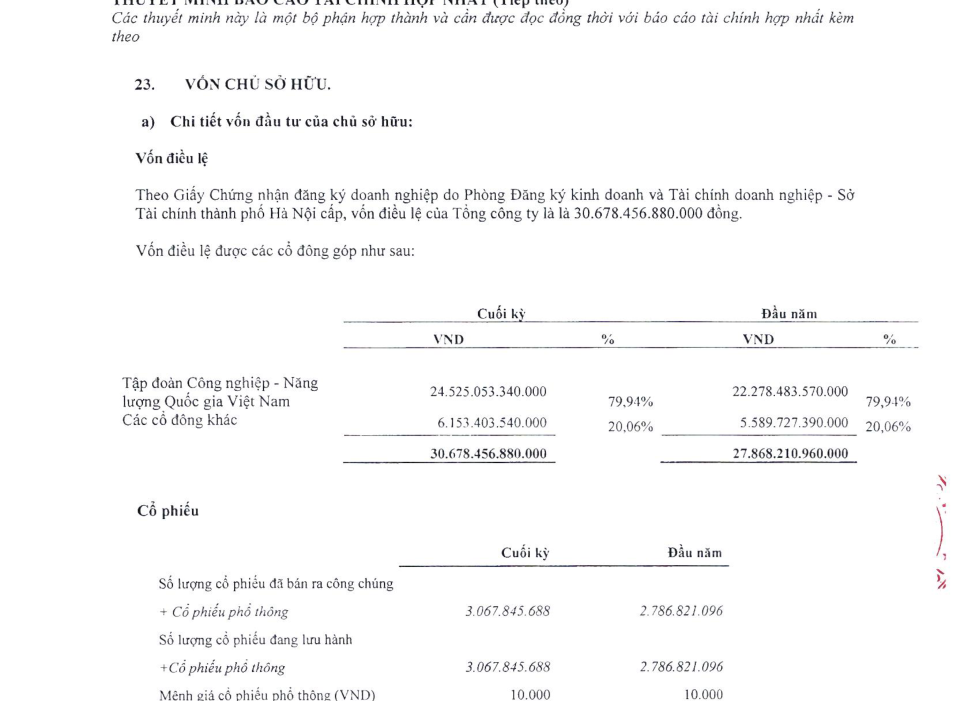 THUYẾT MINH BÁO CÁO TÀI CHÍNH HỢP NHẤT (Tiếp theo)
Các thuyết minh này là một bộ phận hợp thành và cần được đọc đồng thời với báo cáo tài chính hợp nhất kèm
theo
23. VỐN CHỦ SỞ HỮU.
a) Chi tiết vốn đầu tư của chủ sở hữu:
Vốn điều lệ
Theo Giấy Chứng nhận đăng ký doanh nghiệp do Phòng Đăng ký kinh doanh và Tài chính doanh nghiệp - Sở
Tài chính thành phố Hà Nội cấp, vốn điều lệ của Tổng công ty là là 30.678.456.880.000 đồng.
Vốn điều lệ được các cổ đông góp như sau:
Cuối kỳ Đầu năm
VND % VND %
Tập đoàn Công nghiệp - Năng
lượng Quốc gia Việt Nam 24.525.053.340.000 79,94% 22.278.483.570.000 79,94%
Các cổ đông khác 6.153.403.540.000 20,06% 5.589.727.390.000 20,06%
30.678.456.880.000 27.868.210.960.000
Cổ phiếu
Cuối kỳ Đầu năm
Số lượng cổ phiếu đã bán ra công chúng
+ Cổ phiếu phổ thông 3.067.845.688 2.786.821.096
Số lượng cổ phiếu đang lưu hành
+Cổ phiếu phổ thông 3.067.845.688 2.786.821.096
Mệnh giá cổ phiếu phổ thông (VND) 10.000 10.000